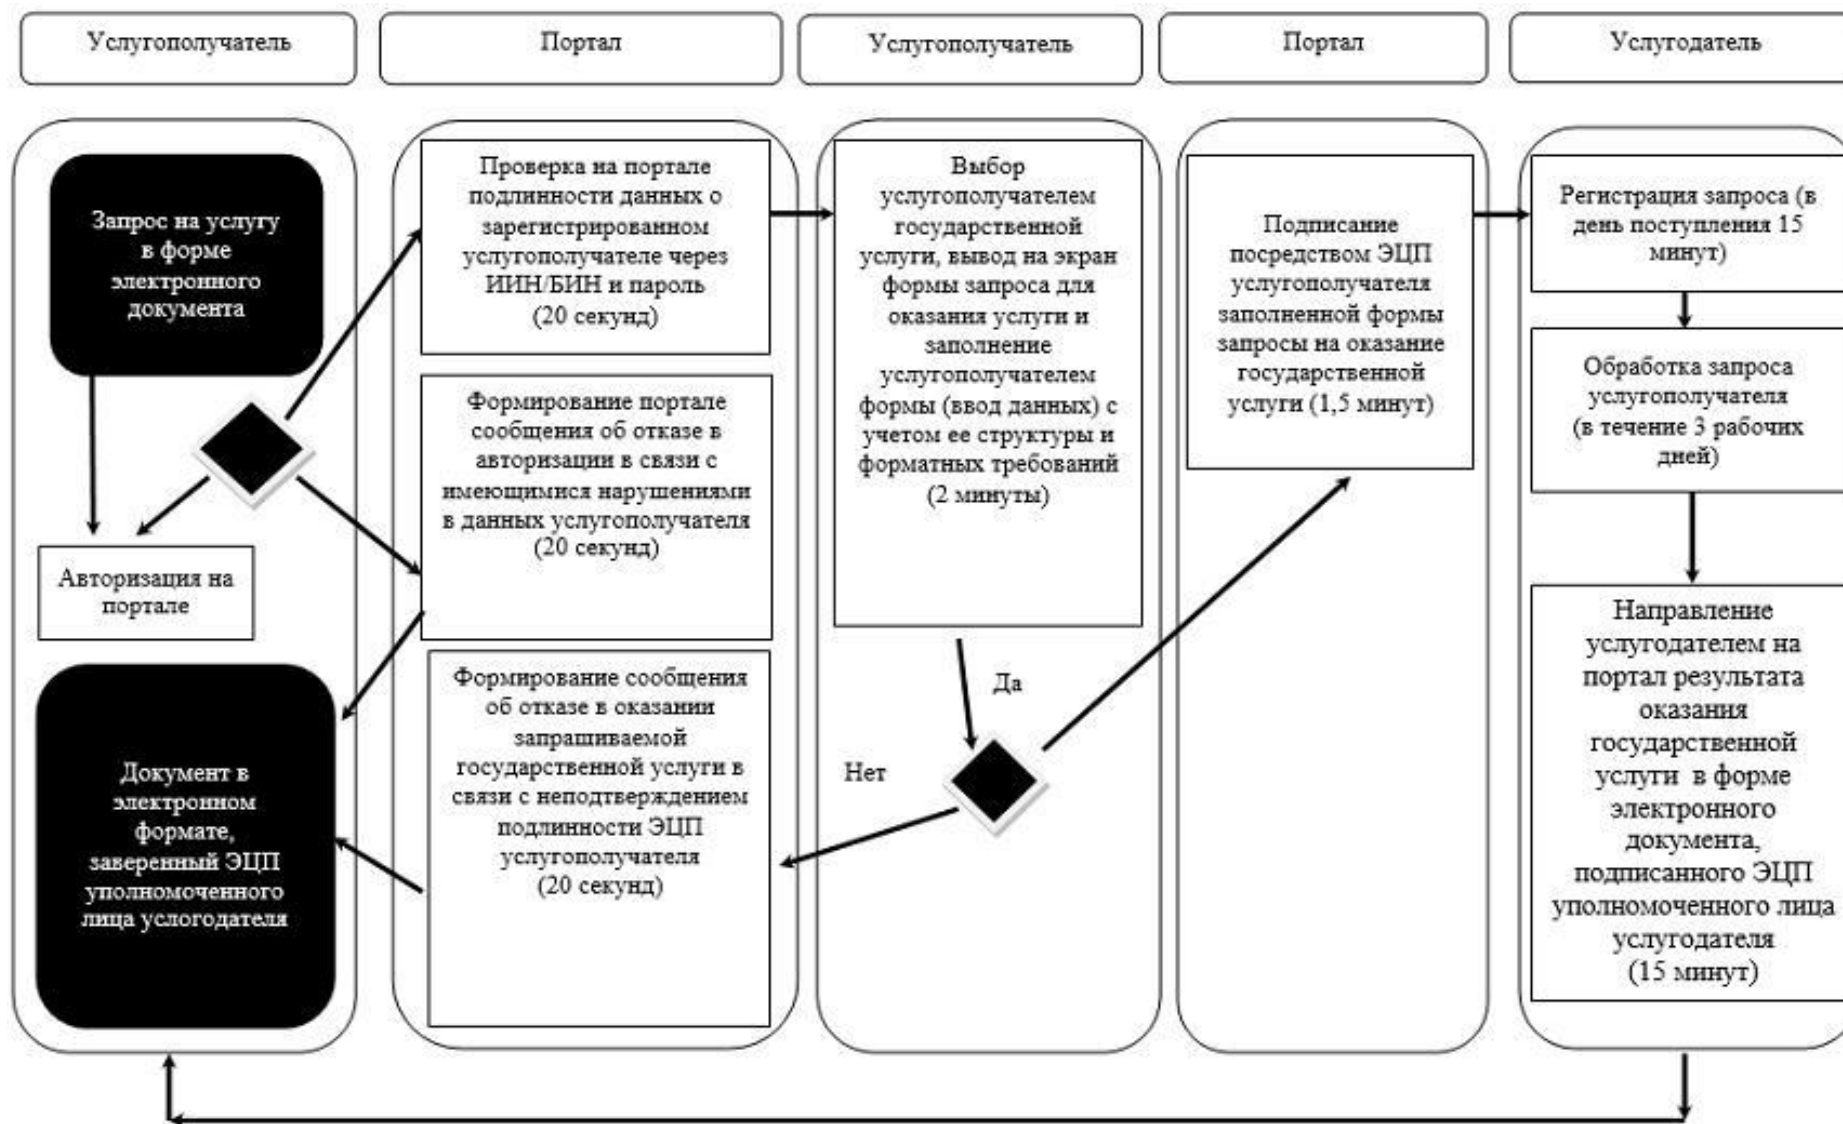 Услугополучатель
Портал
Услугополучатель
Портал
Услугодатель
Запрос на услугу
в форме
электронного
документа
Авторизация на
портале
Документ в
электронном
формате,
заверенный ЭЦП
уполномоченного
лица услогодателя
Проверка на портале
подлинности данных о
зарегистрированном
услугополучателе через
ИИН/БИН и пароль
(20 секунд)
Формирование портале
сообщения об отказе в
авторизации в связи с
имеющимися нарушениями
в данных услугополучателя
(20 секунд)
Формирование сообщения
об отказе в оказании
запрашиваемой
государственной услуги в
связи с неподтверждением
подлинности ЭЦП
услугополучателя
(20 секунд)
Выбор
услугополучателем
государственной
услуги, вывод на экран
формы запроса для
оказания услуги и
заполнение
услугополучателем
формы (ввод данных) с
учетом ее структуры и
форматных требований
(2 минуты)
Да
Нет
Подписание
посредством ЭЦП
услугополучателя
заполненной формы
запросы на оказание
государственной
услуги (1,5 минут)
Регистрация запроса (в
день поступления 15
минут)
Обработка запроса
услугополучателя
(в течение 3 рабочих
дней)
Направление
услугодателем на
портал результата
оказания
государственной
услуги в форме
электронного
документа,
подписанного ЭЦП
уполномоченного лица
услугодателя
(15 минут)